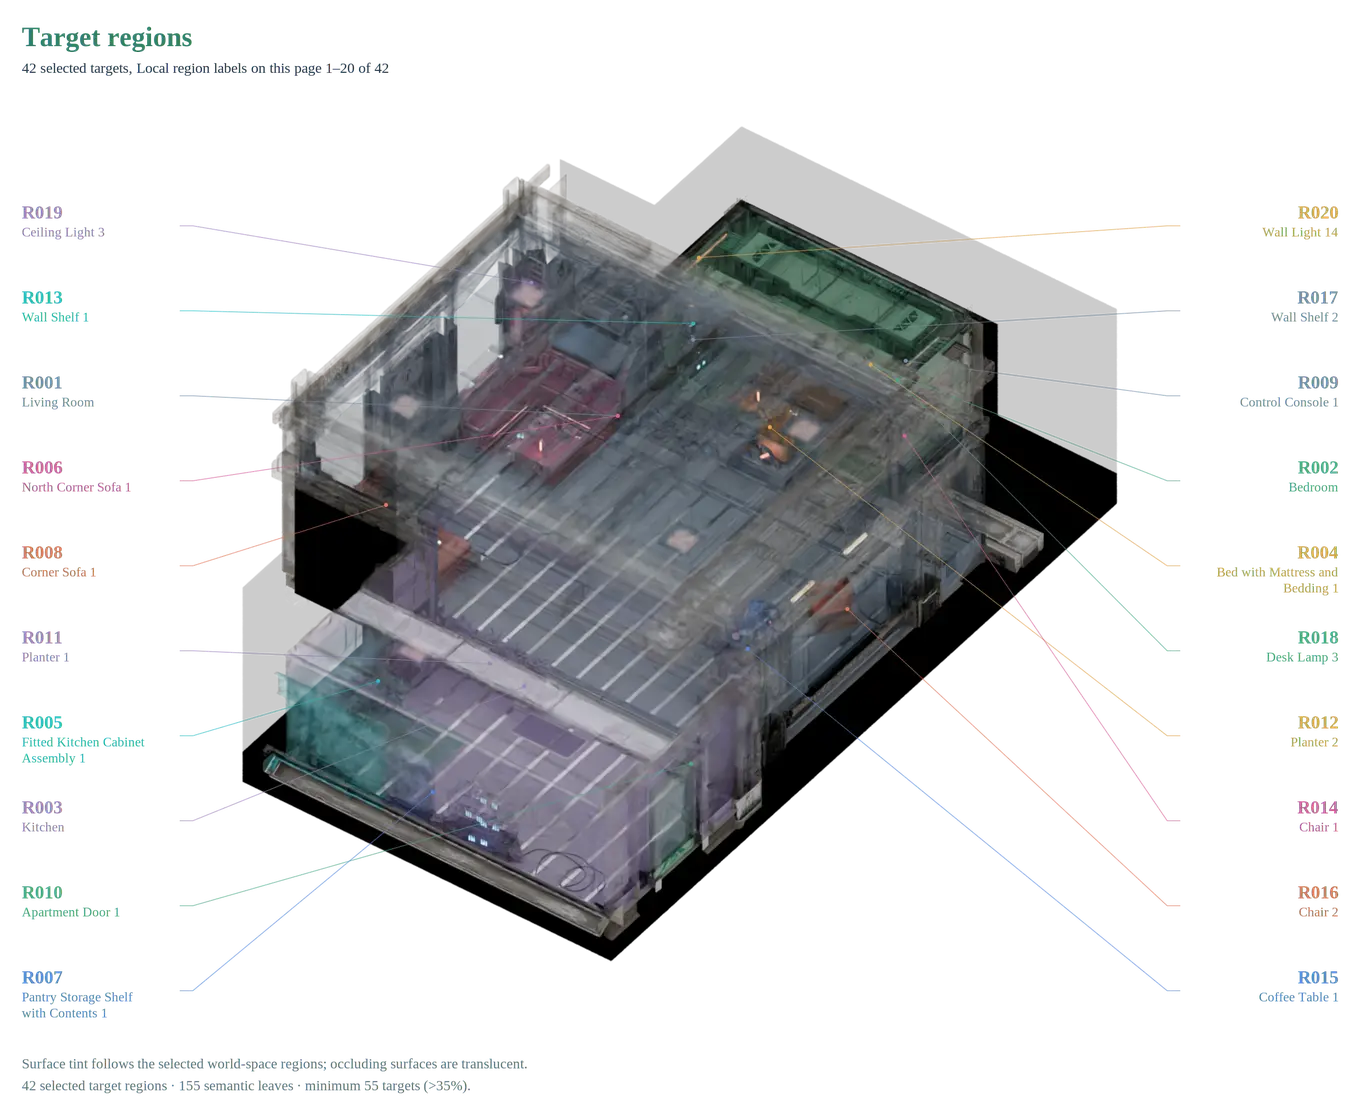 Target regions
42 selected targets, Local region labels on this page 1–20 of 42
R019
Ceiling Light 3
R013
Wall Shelf 1
R001
Living Room
R006
North Corner Sofa 1
R008
Corner Sofa 1
R011
Planter 1
R005
Fitted Kitchen Cabinet
Assembly 1
R003
Kitchen
R010
Apartment Door 1
R007
Pantry Storage Shelf
with Contents 1
R020
Wall Light 14
R017
Wall Shelf 2
R009
Control Console 1
R002
Bedroom
R004
Bed with Mattress and
Bedding 1
R018
Desk Lamp 3
R012
Planter 2
R014
Chair 1
R016
Chair 2
R015
Coffee Table 1
Surface tint follows the selected world-space regions; occluding surfaces are translucent.
42 selected target regions · 155 semantic leaves · minimum 55 targets (>35%).